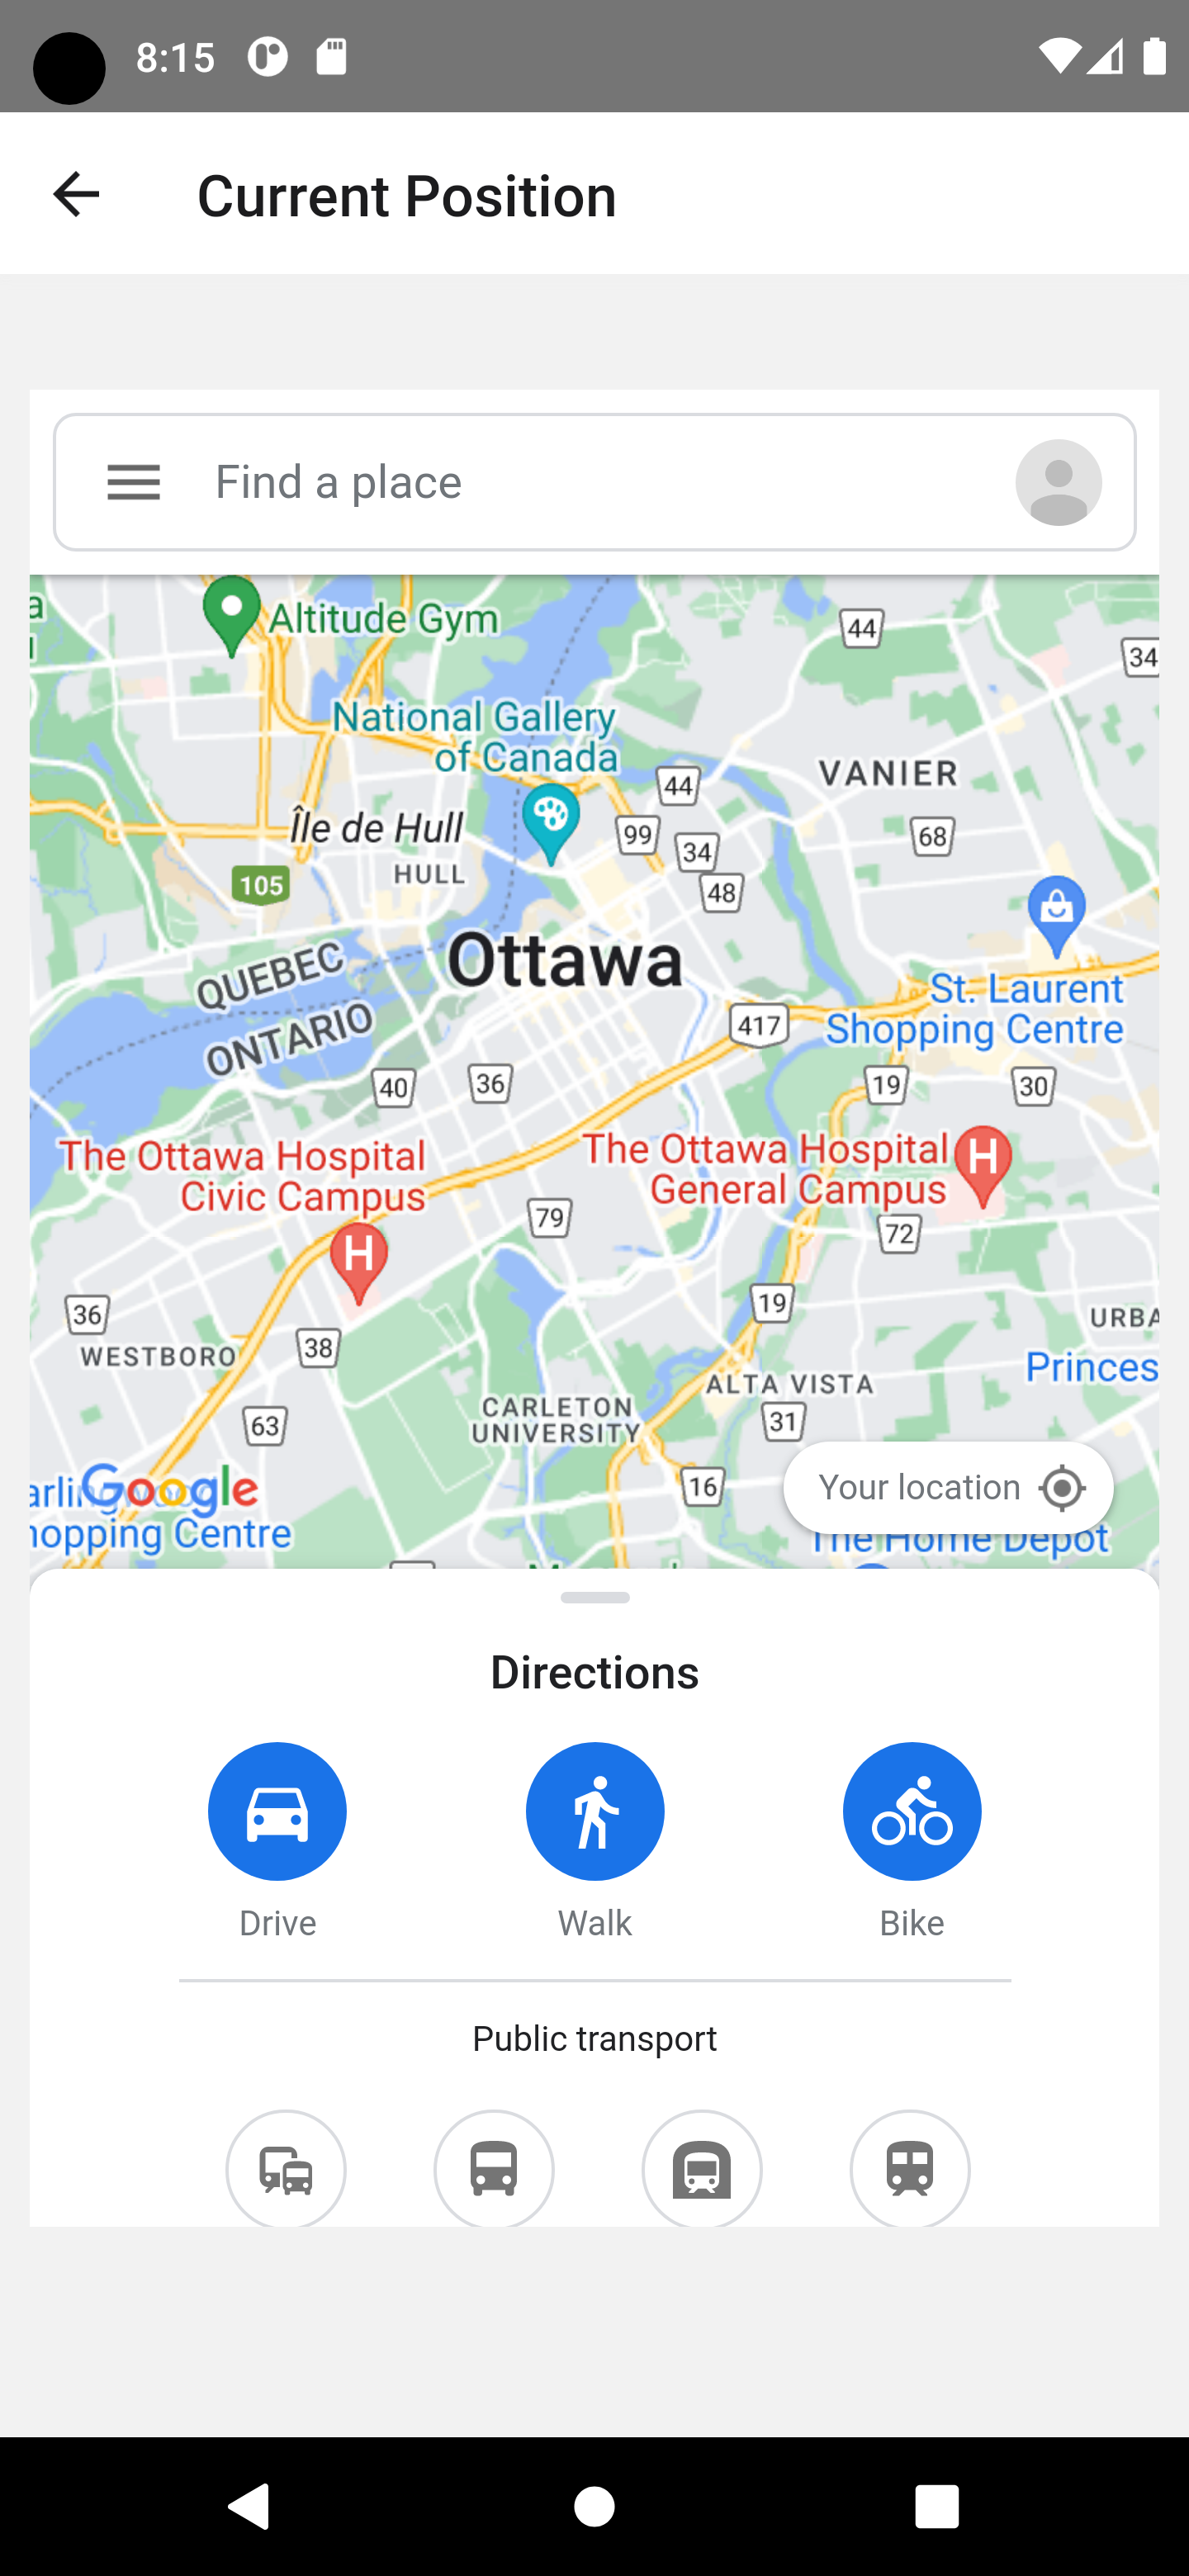 8:15
Current Position
Find a place
Altitude Gym
44
34
National Gallery
of Canada
VANIER
44
Île de Hull
99
34
68
HULL
105
48
Ottawa
QUEBEC
ONTARIO
St. Laurent
Shopping Centre
417
40
36
19
30
The Ottawa Hospital
Civic Campus
The Ottawa Hospital
General Campus
H
79
72
H
36
19
URBA
38
WESTBORO
Princes
ALTA VISTA
CARLETON
UNIVERSITY
31
63
16
Your location
Google
hopping Centre
The Home Depot
Directions
Drive
Walk
Bike
Public transport